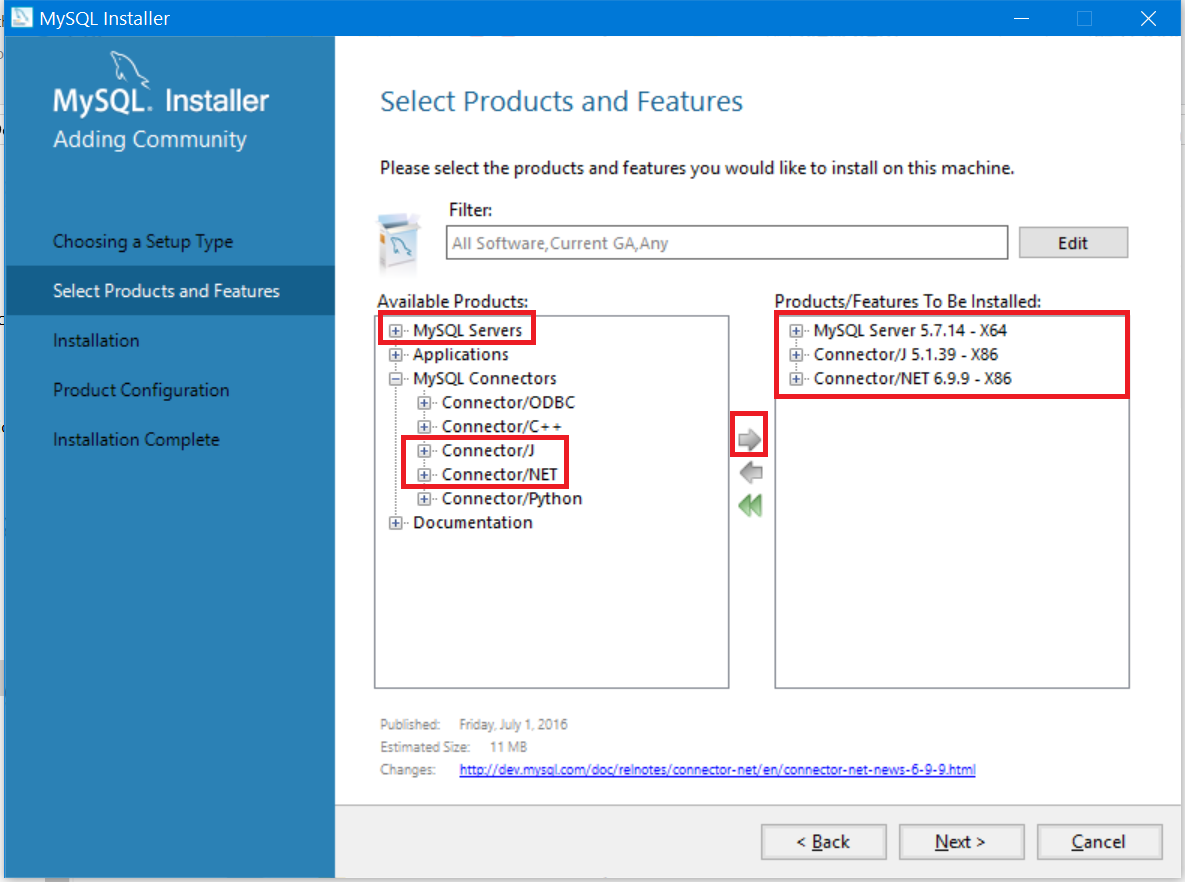 MySQL Installer
MySQL. Installer
Adding Community
Choosing a Setup Type
Select Products and Features
Installation
Product Configuration
Installation Complete
Select Products and Features
Please select the products and features you would like to install on this machine.
Filter:
All Software,Current GA,Any
Edit
Available Products:
MySQL Servers
Applications
MySQL Connectors
Connector/ODBC
Connector/C++
Connector/J
Connector/NET
Connector/Python
Documentation
Products/Features To Be Installed:
MySQL Server 5.7.14 - X64
Connector/J 5.1.39 - X86
Connector/NET 6.9.9 - X86
Published: Friday, July 1, 2016
Estimated Size: 11 MB
Changes: http://dev.mysql.com/doc/relnotes/connector-net/en/connector-net-news-6-9-9.html
< Back
Next >
Cancel